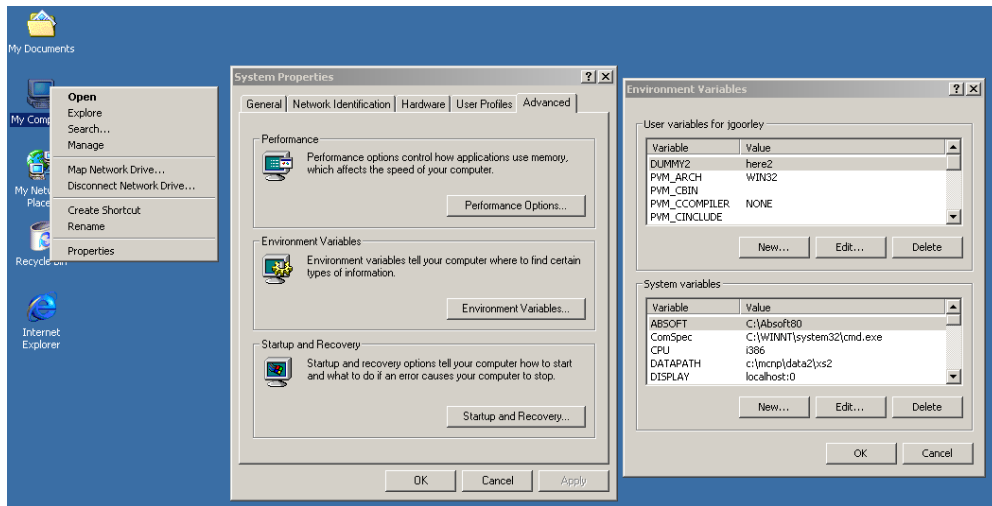 My Documents
My Comp
My Netw
Place
Recycle Bin
Internet
Explorer
Open
Explore
Search...
Manage
Map Network Drive...
Disconnect Network Drive...
Create Shortcut
Rename
Properties
System Properties
General Network Identification Hardware User Profiles Advanced
Performance
Performance options control how applications use memory,
which affects the speed of your computer.
Performance Options...
Environment Variables
Environment variables tell your computer where to find certain
types of information.
Environment Variables...
Startup and Recovery
Startup and recovery options tell your computer how to start
and what to do if an error causes your computer to stop.
Startup and Recovery...
OK Cancel Apply
Environment Variables
User variables for jgoorley
Variable Value
DUMMY2 here2
PVM_ARCH WIN32
PVM_CBIN
PVM_CCOMPILER NONE
PVM_CINCLUDE
New... Edit... Delete
System variables
Variable Value
ABSOFT C:\Absoft80
ComSpec C:\WINNT\system32\cmd.exe
CPU i386
DATAPATH c:\mcnp\data2\xs2
DISPLAY localhost:0
New... Edit... Delete
OK Cancel